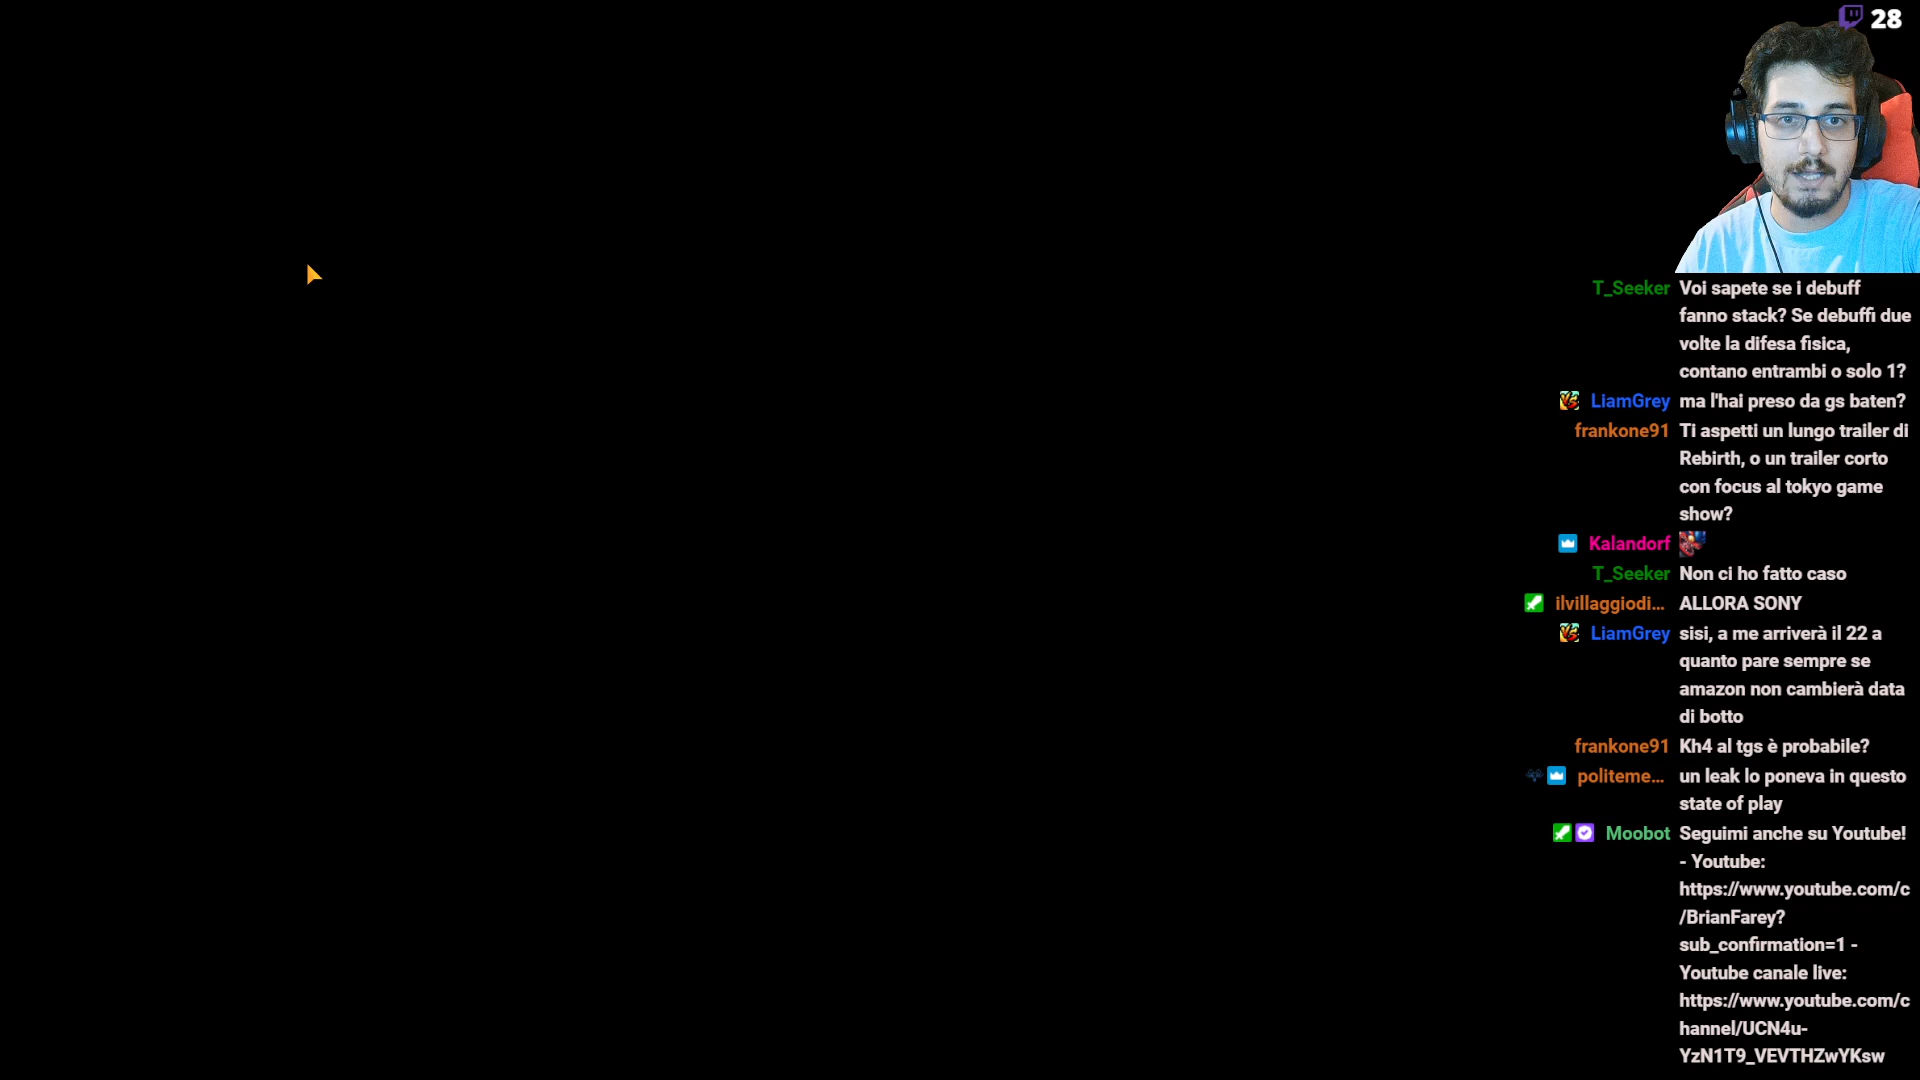 28
T_Seeker Voi sapete se i debuff
fanno stack? Se debuffi due
volte la difesa fisica,
contano entrambi o solo 1?
LiamGrey ma l'hai preso da gs baten?
frankone91 Ti aspetti un lungo trailer di
Rebirth, o un trailer corto
con focus al tokyo game
show?
Kalandorf
T_Seeker Non ci ho fatto caso
ilvillaggiodi... ALLORA SONY
LiamGrey sisi, a me arriverà il 22 a
quanto pare sempre se
amazon non cambierà data
di botto
frankone91 Kh4 al tgs è probabile?
politeme... un leak lo poneva in questo
state of play
Moobot Seguimi anche su Youtube!
- Youtube:
https://www.youtube.com/c
/BrianFarey?
sub_confirmation=1 -
Youtube canale live:
https://www.youtube.com/c
hannel/UCN4u-
YzN1T9_VEVTHZwYKsw